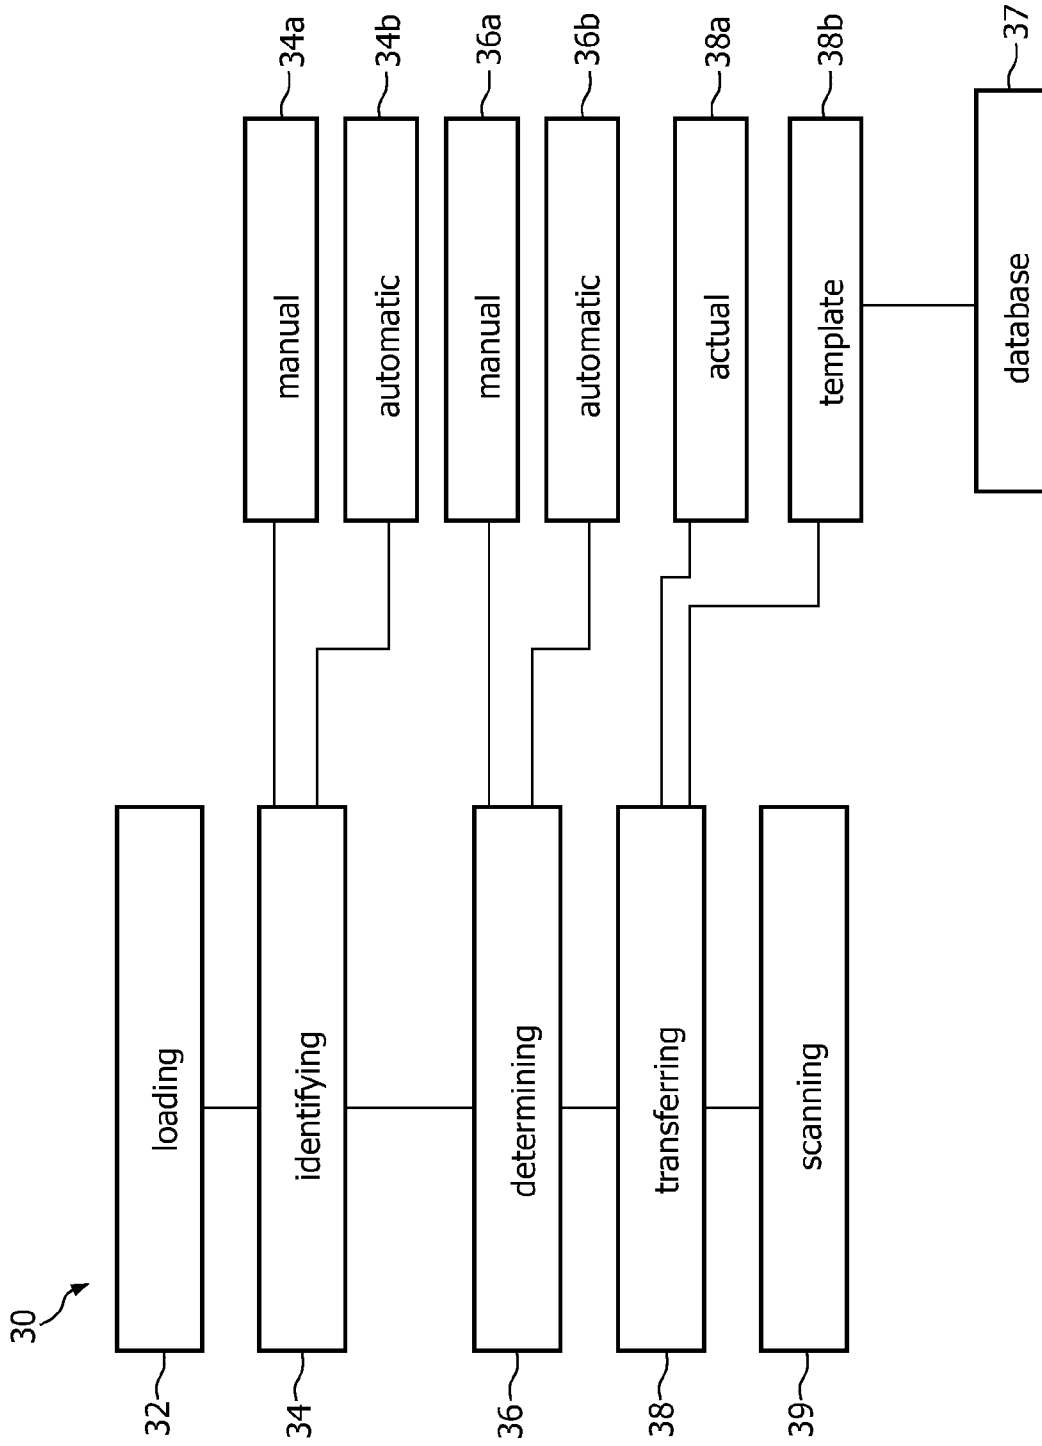 30
32
loading
34
identifying
36
determining
38
transferring
39
scanning
manual
34a
automatic
34b
manual
36a
automatic
36b
actual
38a
template
38b
database
37